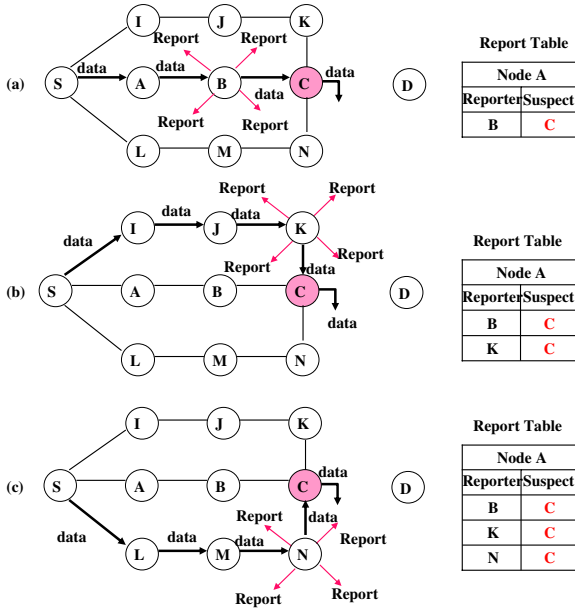 I J K
Report Report
Report Table
data data data
(a) S A B C D
data
Report Report
Node A
Reporter Suspect
B C
L M N
Report Report
data data
I J K
data
Report Report
data
Report Table
(b) S A B C D
data
Node A
Reporter Suspect
B C
K C
L M N
I J K
Report Table
data
(c) S A B C D
Node A
Reporter Suspect
B C
K C
N C
Report data
data data data Report
L M N
Report Report